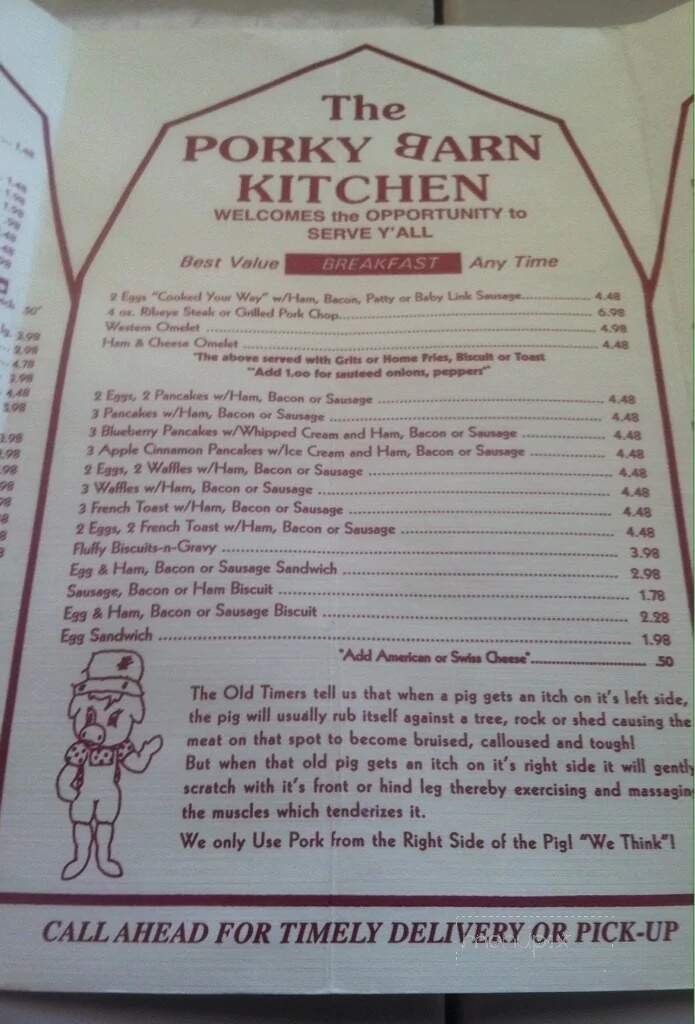 The
PORKY BARN
KITCHEN
WELCOMES the OPPORTUNITY to
SERVE Y'ALL
Best Value BREAKFAST Any Time
2 Eggs "Cooked Your Way" w/Ham, Bacon, Patty or Baby Link Sausage 4.48
4 oz. Ribeye Steak or Grilled Pork Chop 6.98
Western Omelet 4.98
Ham & Cheese Omelet 4.48
*The above served with Grits or Home Fries, Biscuit or Toast
"Add 1.00 for sauteed onions, peppers"
2 Eggs, 2 Pancakes w/Ham, Bacon or Sausage 4.48
3 Pancakes w/Ham, Bacon or Sausage 4.48
3 Blueberry Pancakes w/Whipped Cream and Ham, Bacon or Sausage 4.48
3 Apple Cinnamon Pancakes w/Ice Cream and Ham, Bacon or Sausage 4.48
2 Eggs, 2 Waffles w/Ham, Bacon or Sausage 4.48
3 Waffles w/Ham, Bacon or Sausage 4.48
3 French Toast w/Ham, Bacon or Sausage 4.48
2 Eggs, 2 French Toast w/Ham, Bacon or Sausage 4.48
Fluffy Biscuits-n-Gravy 3.98
Egg & Ham, Bacon or Sausage Sandwich 2.98
Sausage, Bacon or Ham Biscuit 1.78
Egg & Ham, Bacon or Sausage Biscuit 2.28
Egg Sandwich 1.98
"Add American or Swiss Cheese" .50
The Old Timers tell us that when a pig gets an itch on it's left side,
the pig will usually rub itself against a tree, rock or shed causing the
meat on that spot to become bruised, calloused and tough!
But when that old pig gets an itch on it's right side it will gently
scratch with it's front or hind leg thereby exercising and massagin
the muscles which tenderizes it.
We only Use Pork from the Right Side of the Pig! "We Think"!
CALL AHEAD FOR TIMELY DELIVERY OR PICK-UP
menupix